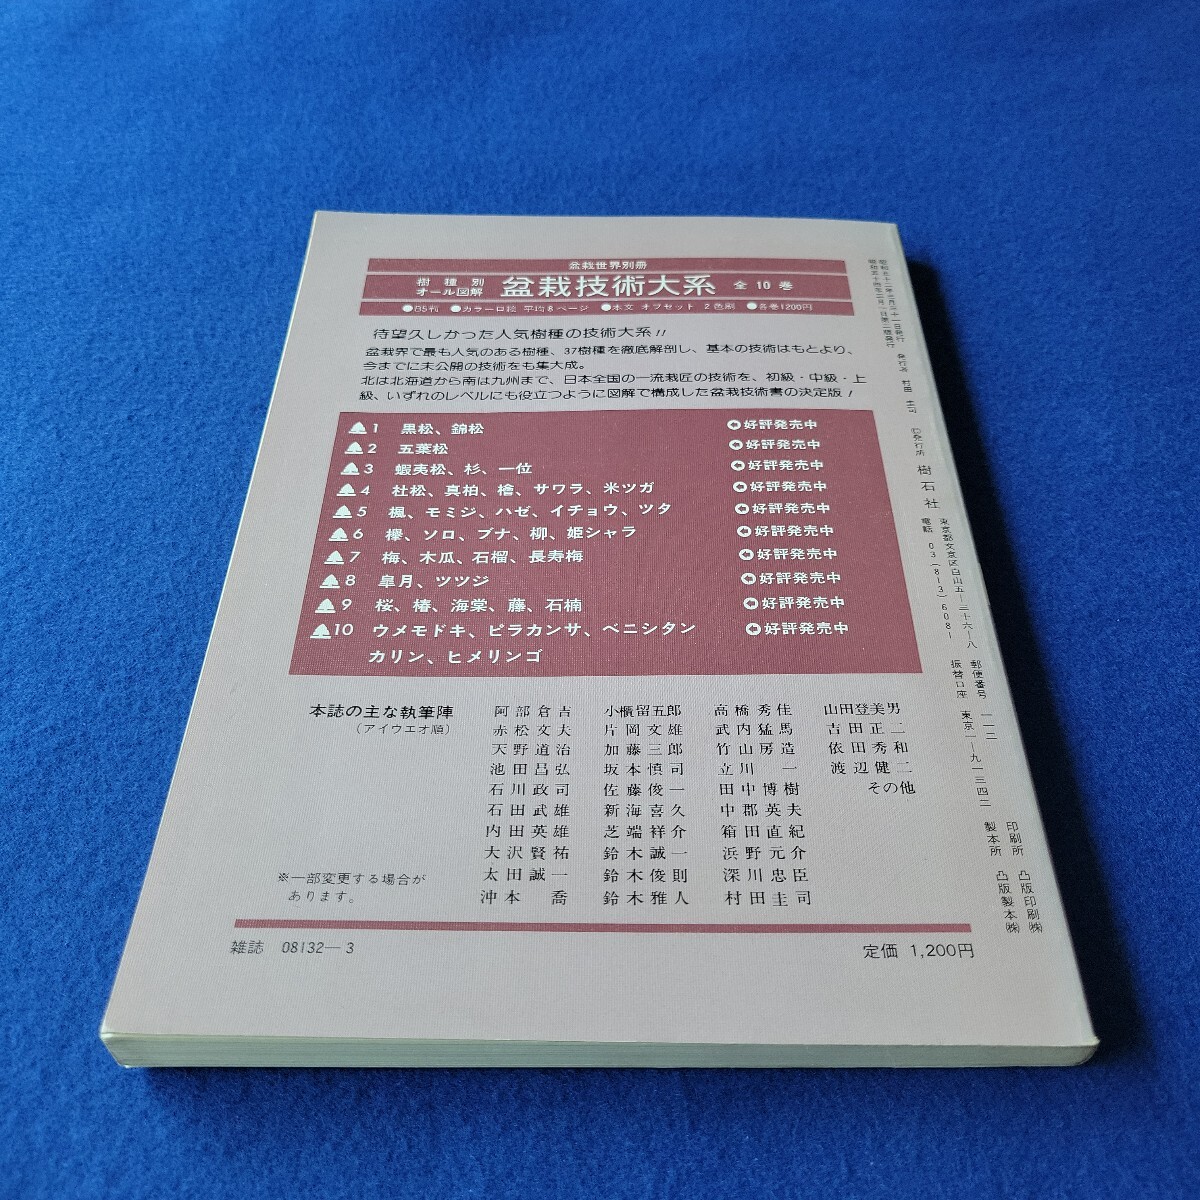 盆栽世界別冊
樹種別
オール図解
盆栽技術大系 全10巻
●B5判 ●カラー口絵 平均8ページ ●本文 オフセット 2色刷 ●各巻1200円
待望久しかった人気樹種の技術大系!!
盆栽界で最も人気のある樹種、37樹種を徹底解剖し、基本の技術はもとより、
今までに未公開の技術をも集大成。
北は北海道から南は九州まで、日本全国の一流栽匠の技術を、初級・中級・上
級、いずれのレベルにも役立つように図解で構成した盆栽技術書の決定版!
1 黒松、錦松 好評発売中
2 五葉松 好評発売中
3 蝦夷松、杉、一位 好評発売中
4 杜松、真柏、檜、サワラ、米ツガ 好評発売中
5 楓、モミジ、ハゼ、イチョウ、ツタ 好評発売中
6 欅、ソロ、ブナ、柳、姫シャラ 好評発売中
7 梅、木瓜、石榴、長寿梅 好評発売中
8 皐月、ツツジ 好評発売中
9 桜、椿、海棠、藤、石楠 好評発売中
10 ウメモドキ、ピラカンサ、ベニシタン 好評発売中
カリン、ヒメリンゴ
本誌の主な執筆陣
(アイウエオ順)
阿部倉吉 小櫃留五郎 高橋秀佳 山田登美男
赤松文夫 片岡文雄 武内猛馬 吉田正二
天野道治 加藤三郎 竹山房造 依田秀和
池田昌弘 坂本慎司 立川一 渡辺健二
石川政司 佐藤俊一 田中博樹 その他
石田武雄 新海喜久 中郡英夫
内田英雄 芝端祥介 箱田直紀
大沢賢祐 鈴木誠一 浜野元介
太田誠一 鈴木俊則 深川忠臣
沖本喬 鈴木雅人 村田圭司
※一部変更する場合が
あります。
雑誌 08132—3
定価 1,200円
発行所 樹石社
東京都文京区白山五—三十六—八
電話 03(813)6081
郵便番号 一一二
振替口座 東京一—九一三四二
印刷所 凸版印刷㈱
製本所 凸版製本㈱